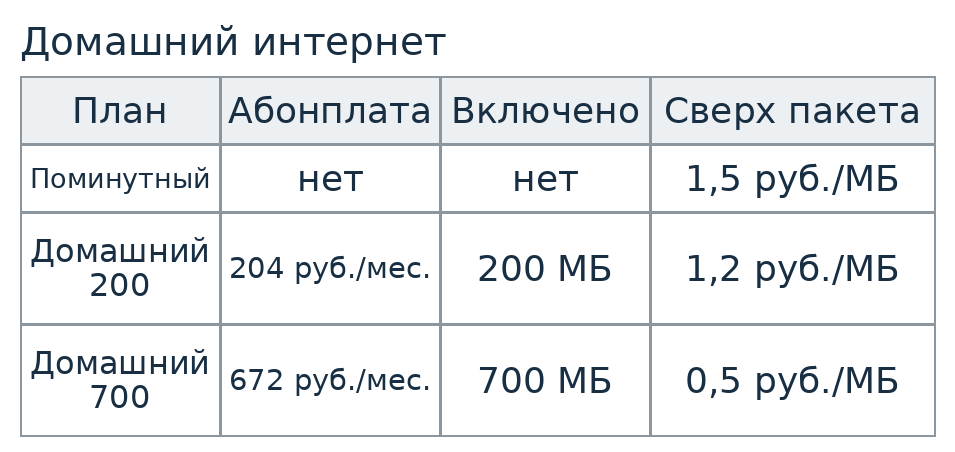 Домашний интернет
План Абонплата Включено Сверх пакета
Поминутный нет нет 1,5 руб./МБ
Домашний 200 204 руб./мес. 200 МБ 1,2 руб./МБ
Домашний 700 672 руб./мес. 700 МБ 0,5 руб./МБ